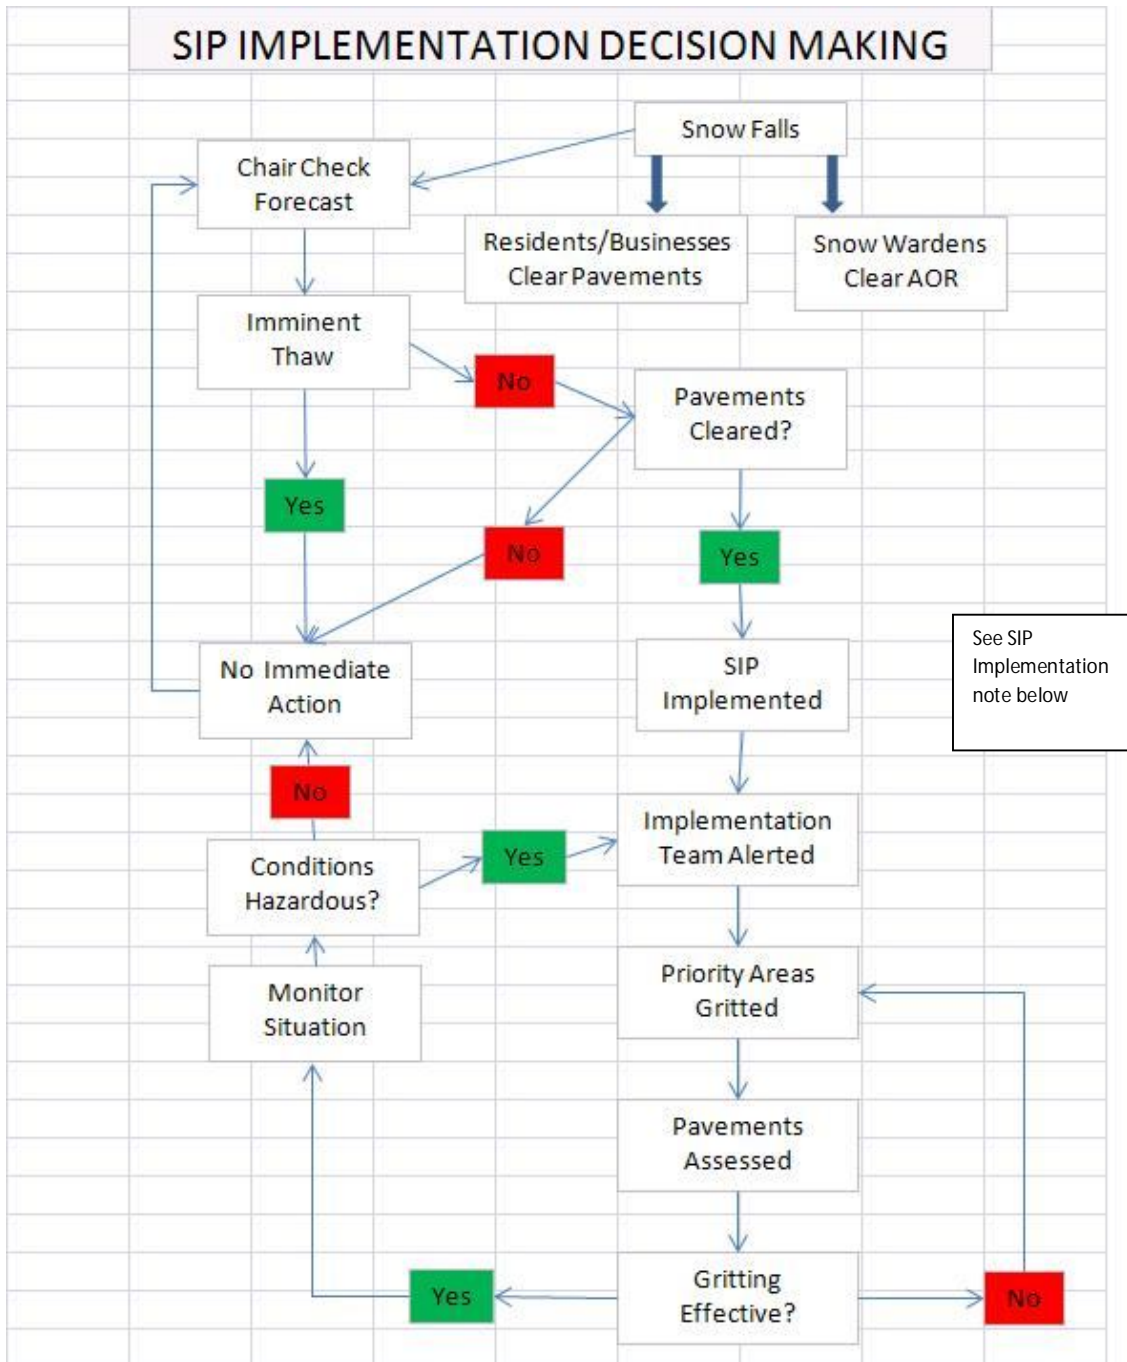 SIP IMPLEMENTATION DECISION MAKING
Snow Falls
Chair Check
Forecast
Residents/Businesses
Clear Pavements
Snow Wardens
Clear AOR
Imminent
Thaw
No
Pavements
Cleared?
Yes
No
Yes
See SIP
Implementation
note below
No Immediate
Action
SIP
Implemented
No
Implementation
Team Alerted
Yes
Conditions
Hazardous?
Priority Areas
Gritted
Monitor
Situation
Pavements
Assessed
Gritting
Effective?
Yes
No